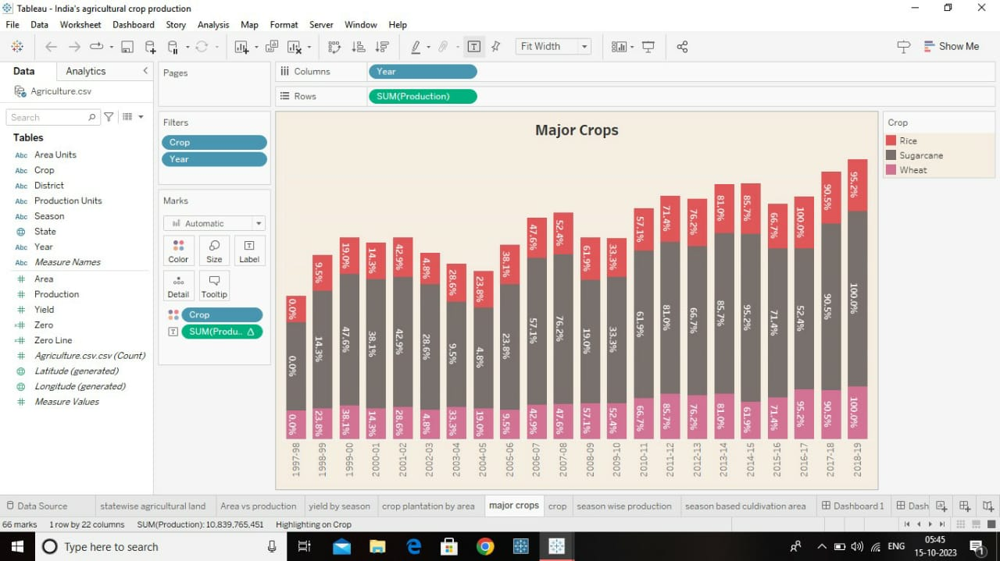 Tableau - India's agricultural crop production
File Data Worksheet Dashboard Story Analysis Map Format Server Window Help
Fit Width
Show Me
Data Analytics
Agriculture.csv
Search
Tables
Abc Area Units
Abc Crop
Abc District
Abc Production Units
Abc Season
State
Abc Year
Abc Measure Names
# Area
# Production
# Yield
=# Zero
=# Zero Line
# Agriculture.csv.csv (Count)
Latitude (generated)
Longitude (generated)
# Measure Values
Pages
Filters
Crop
Year
Marks
Automatic
Color Size Label
Detail Tooltip
Crop
SUM(Produ.. Δ
Columns Year
Rows SUM(Production)
Major Crops
0.0% 9.5% 19.0% 14.3% 42.9% 4.8% 28.6% 23.8% 38.1% 47.6% 52.4% 61.9% 33.3% 57.1% 71.4% 76.2% 81.0% 85.7% 66.7% 100.0% 90.5% 95.2%
0.0% 14.3% 47.6% 38.1% 42.9% 28.6% 9.5% 4.8% 23.8% 57.1% 76.2% 19.0% 33.3% 61.9% 81.0% 66.7% 85.7% 95.2% 71.4% 52.4% 90.5% 100.0%
0.0% 23.8% 38.1% 14.3% 28.6% 4.8% 33.3% 19.0% 9.5% 42.9% 47.6% 57.1% 52.4% 66.7% 85.7% 76.2% 81.0% 61.9% 71.4% 95.2% 90.5% 100.0%
1997-98 1998-99 1999-00 2000-01 2001-02 2002-03 2003-04 2004-05 2005-06 2006-07 2007-08 2008-09 2009-10 2010-11 2011-12 2012-13 2013-14 2014-15 2015-16 2016-17 2017-18 2018-19
Crop
Rice
Sugarcane
Wheat
Data Source statewise agricultural land Area vs production yield by season crop plantation by area major crops crop season wise production season based culdivation area Dashboard 1 Dash
66 marks 1 row by 22 columns SUM(Production): 10,839,765,451 Highlighting on Crop
Type here to search
ENG
05:45
15-10-2023
1